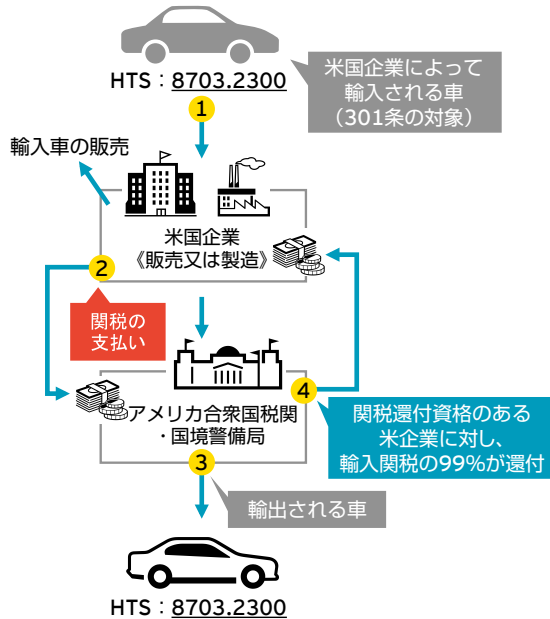 HTS：8703.2300
米国企業によって
輸入される車
（301条の対象）
1
輸入車の販売
米国企業
《販売又は製造》
2
関税の
支払い
4
アメリカ合衆国税関
・国境警備局
関税還付資格のある
米企業に対し、
輸入関税の99%が還付
3
輸出される車
HTS：8703.2300